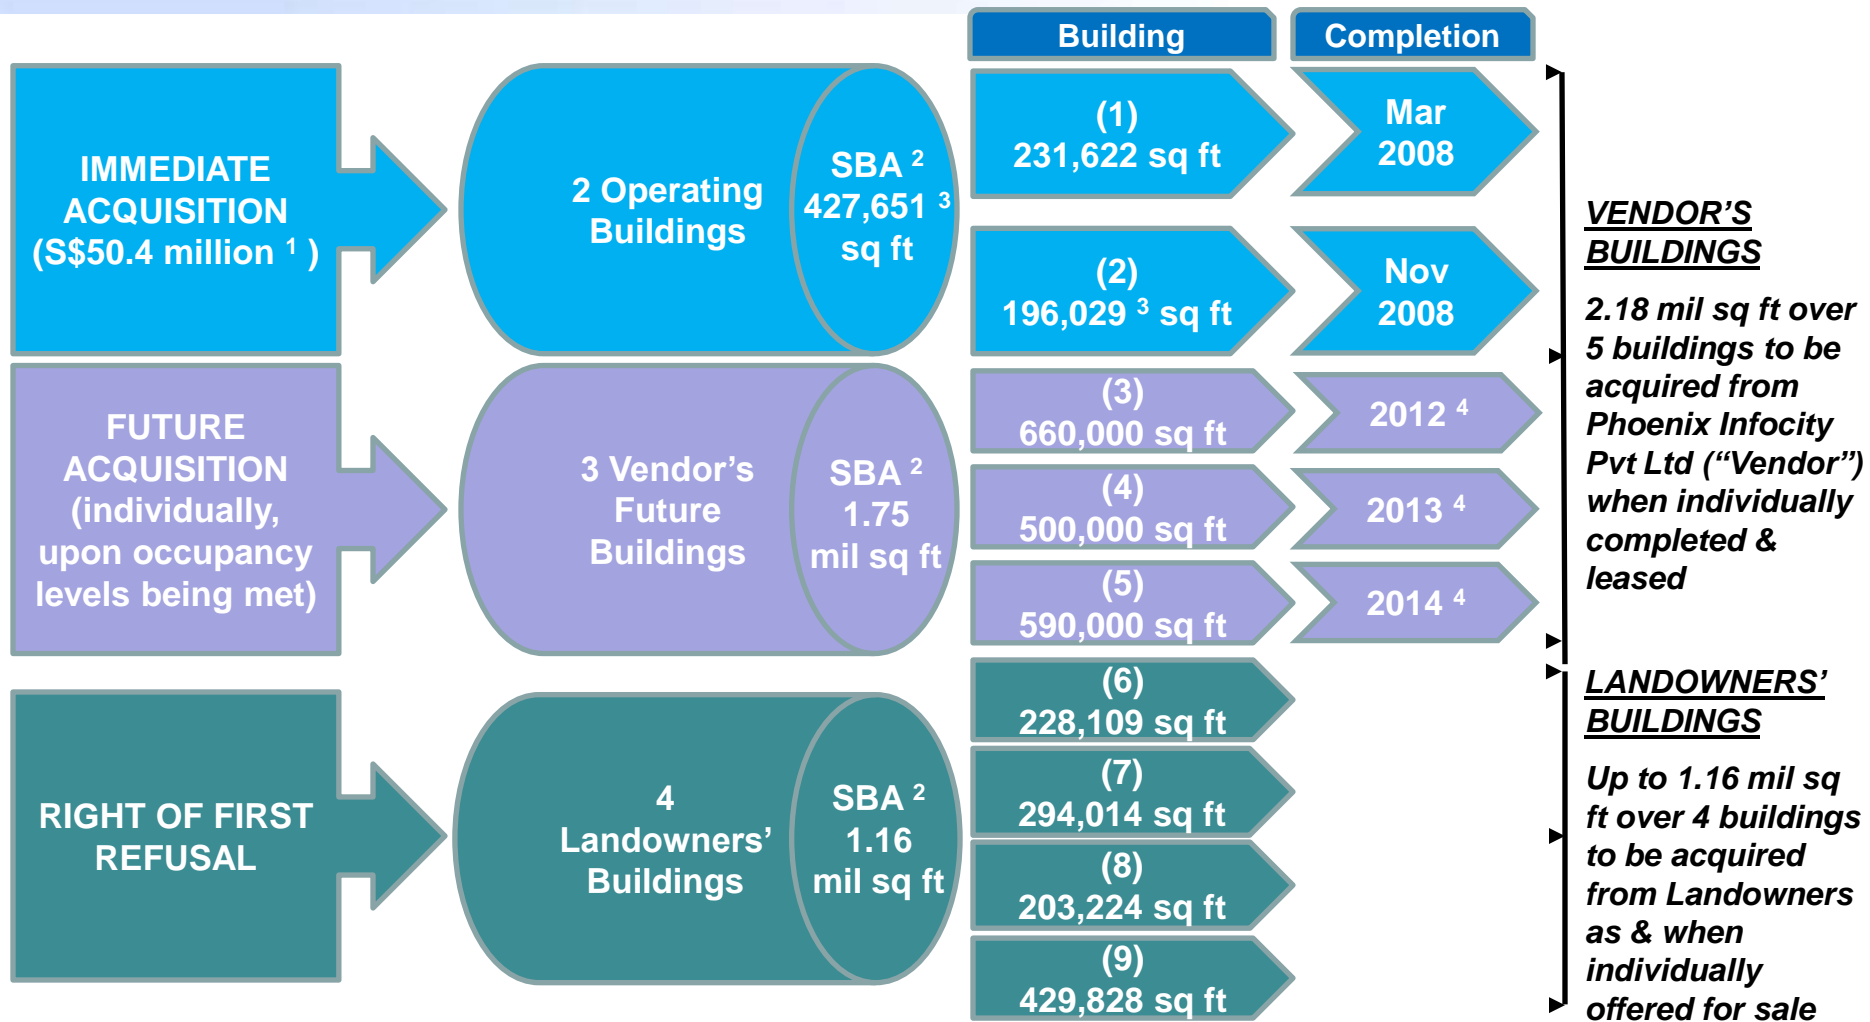 Building
Completion
IMMEDIATE
ACQUISITION
(S$50.4 million 1 )
2 Operating
Buildings
SBA 2
427,651 3
sq ft
(1)
231,622 sq ft
Mar
2008
(2)
196,029 3 sq ft
Nov
2008
FUTURE
ACQUISITION
(individually,
upon occupancy
levels being met)
3 Vendor’s
Future
Buildings
SBA 2
1.75
mil sq ft
(3)
660,000 sq ft
2012 4
(4)
500,000 sq ft
2013 4
(5)
590,000 sq ft
2014 4
VENDOR’S
BUILDINGS
2.18 mil sq ft over
5 buildings to be
acquired from
Phoenix Infocity
Pvt Ltd (“Vendor”)
when individually
completed &
leased
RIGHT OF FIRST
REFUSAL
4
Landowners’
Buildings
SBA 2
1.16
mil sq ft
(6)
228,109 sq ft
(7)
294,014 sq ft
(8)
203,224 sq ft
(9)
429,828 sq ft
LANDOWNERS’
BUILDINGS
Up to 1.16 mil sq
ft over 4 buildings
to be acquired
from Landowners
as & when
individually
offered for sale